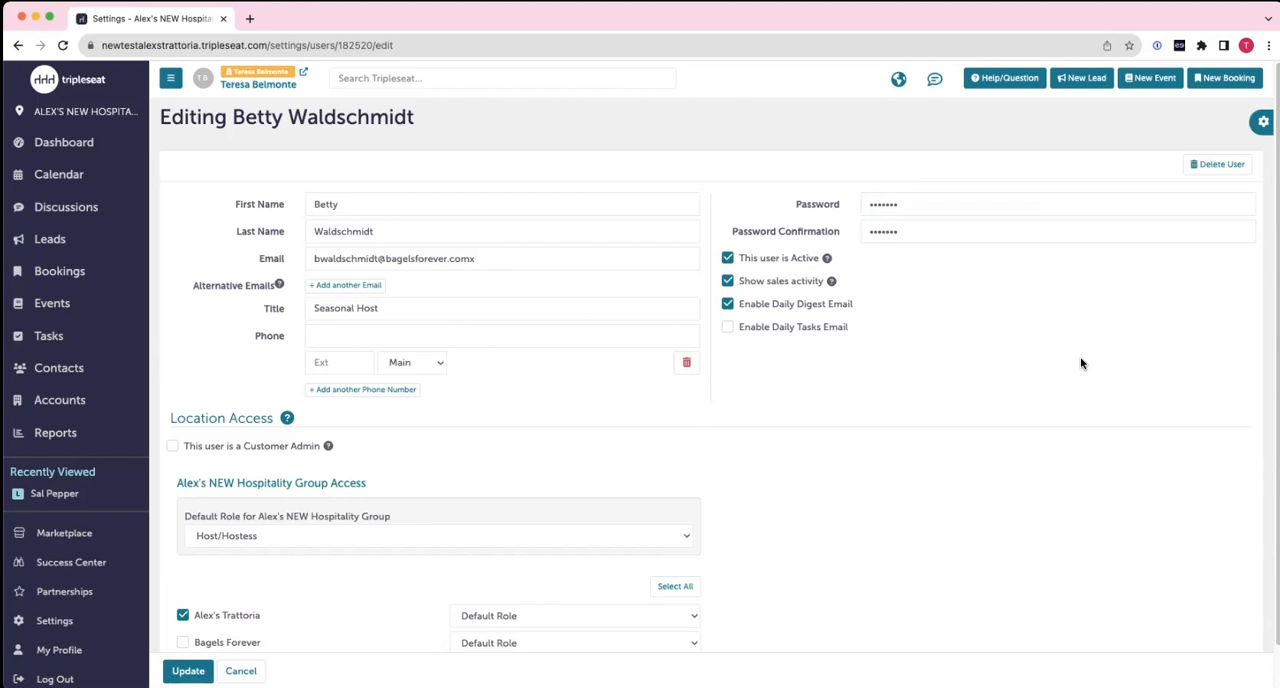 Settings - Alex's NEW Hospita
newtestalexstrattoria.tripleseat.com/settings/users/182520/edit
T
tripleseat
ALEX'S NEW HOSPITA...
Dashboard
Calendar
Discussions
Leads
Bookings
Events
Tasks
Contacts
Accounts
Reports
Recently Viewed
L Sal Pepper
Marketplace
Success Center
Partnerships
Settings
My Profile
Log Out
TB
Teresa Belmonte
Teresa Belmonte
Search Tripleseat...
Help/Question
New Lead
New Event
New Booking
Editing Betty Waldschmidt
Delete User
First Name Betty
Last Name Waldschmidt
Email bwaldschmidt@bagelsforever.comx
Alternative Emails + Add another Email
Title Seasonal Host
Phone
Ext Main
+ Add another Phone Number
Password •••••••
Password Confirmation •••••••
This user is Active
Show sales activity
Enable Daily Digest Email
Enable Daily Tasks Email
Location Access
This user is a Customer Admin
Alex's NEW Hospitality Group Access
Default Role for Alex's NEW Hospitality Group
Host/Hostess
Select All
Alex's Trattoria Default Role
Bagels Forever Default Role
Update Cancel